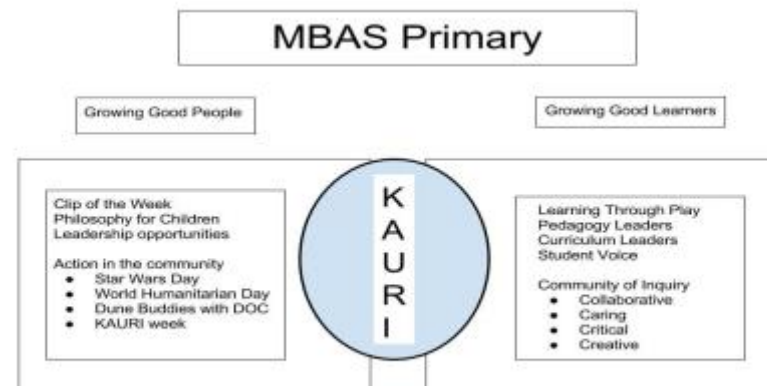 MBAS Primary
Growing Good People
Growing Good Learners
Clip of the Week
Philosophy for Children
Leadership opportunities
Action in the community
● Star Wars Day
● World Humanitarian Day
● Dune Buddies with DOC
● KAURI week
K
A
U
R
I
Learning Through Play
Pedagogy Leaders
Curriculum Leaders
Student Voice
Community of Inquiry
● Collaborative
● Caring
● Critical
● Creative